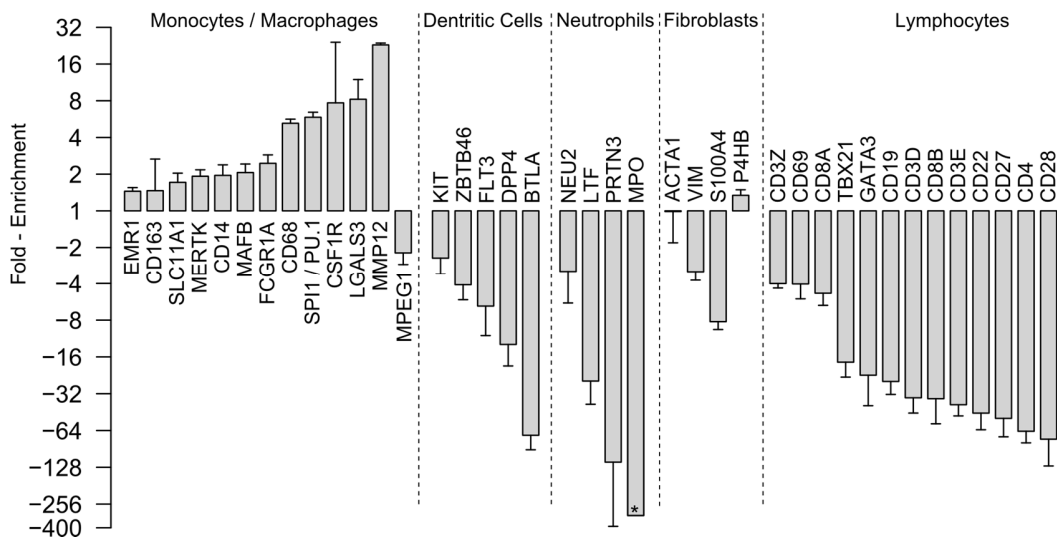 Monocytes / Macrophages
Dentritic Cells
Neutrophils
Fibroblasts
Lymphocytes
Fold - Enrichment
32
16
8
4
2
1
−2
−4
−8
−16
−32
−64
−128
−256
−400
EMR1
CD163
SLC11A1
MERTK
CD14
MAFB
FCGR1A
CD68
SPI1 / PU.1
CSF1R
LGALS3
MMP12
MPEG1
KIT
ZBTB46
FLT3
DPP4
BTLA
NEU2
LTF
PRTN3
MPO
*
ACTA1
VIM
S100A4
P4HB
CD3Z
CD69
CD8A
TBX21
GATA3
CD19
CD3D
CD8B
CD3E
CD22
CD27
CD4
CD28